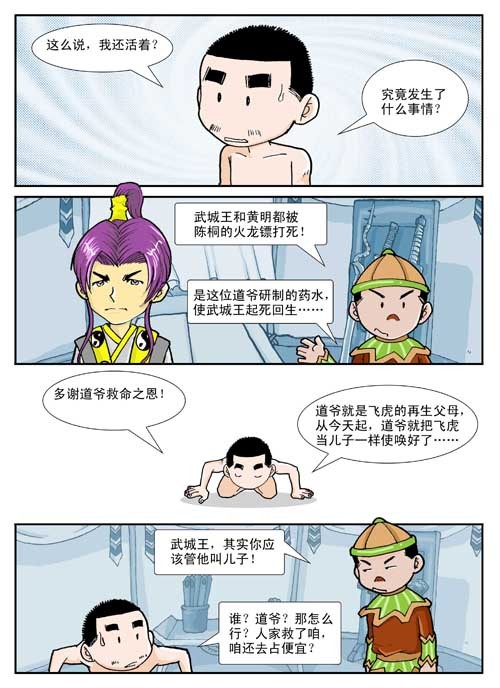 这么说，我还活着？
究竟发生了
什么事情？
武城王和黄明都被
陈桐的火龙镖打死！
是这位道爷研制的药水，
使武城王起死回生……
多谢道爷救命之恩！
道爷就是飞虎的再生父母，
从今天起，道爷就把飞虎
当儿子一样使唤好了……
武城王，其实你应
该管他叫儿子！
谁？道爷？那怎么
行？人家救了咱，
咱还去占便宜？